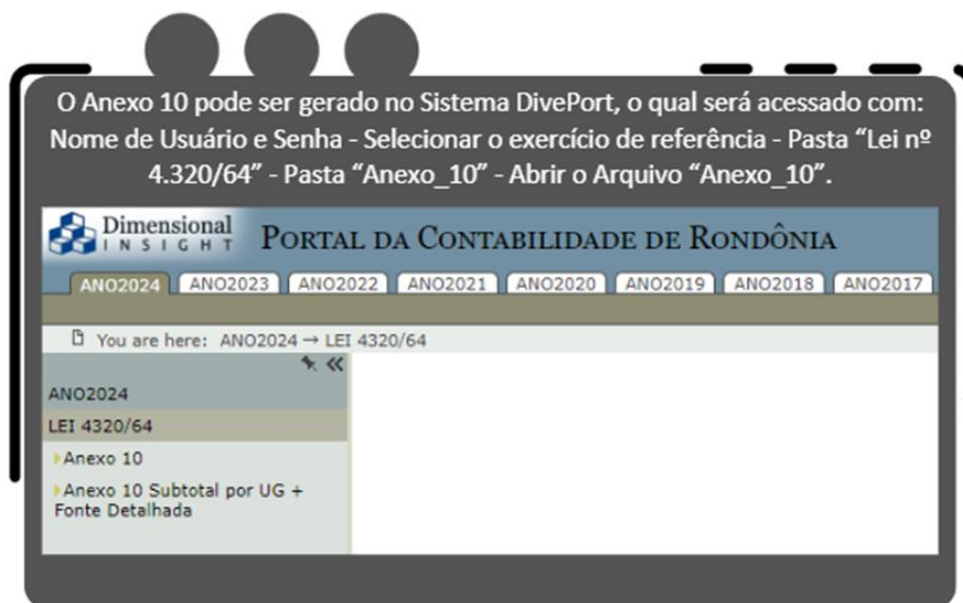 O Anexo 10 pode ser gerado no Sistema DivePort, o qual será acessado com:
Nome de Usuário e Senha - Selecionar o exercício de referência - Pasta “Lei nº
4.320/64” - Pasta “Anexo_10” - Abrir o Arquivo “Anexo_10”.
Dimensional
INSIGHT
PORTAL DA CONTABILIDADE DE RONDÔNIA
ANO2024 ANO2023 ANO2022 ANO2021 ANO2020 ANO2019 ANO2018 ANO2017
You are here: ANO2024 → LEI 4320/64
ANO2024
LEI 4320/64
Anexo 10
Anexo 10 Subtotal por UG +
Fonte Detalhada